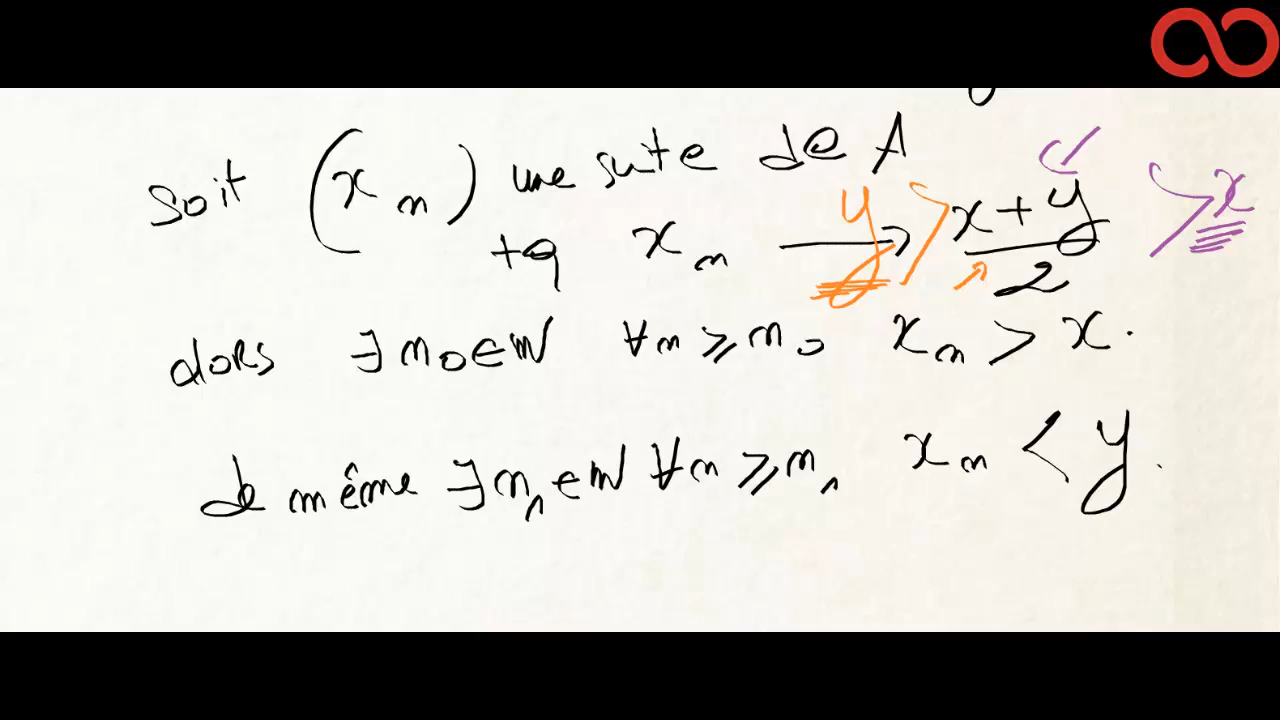 Soit (xₙ) une suite de A
tq xₙ → (x+y)/2 y > > x
alors ∃ n₀ ∈ ℕ ∀n ⩾ n₀ xₙ > x.
de même ∃ n₁ ∈ ℕ ∀n ⩾ n₁ xₙ < y.